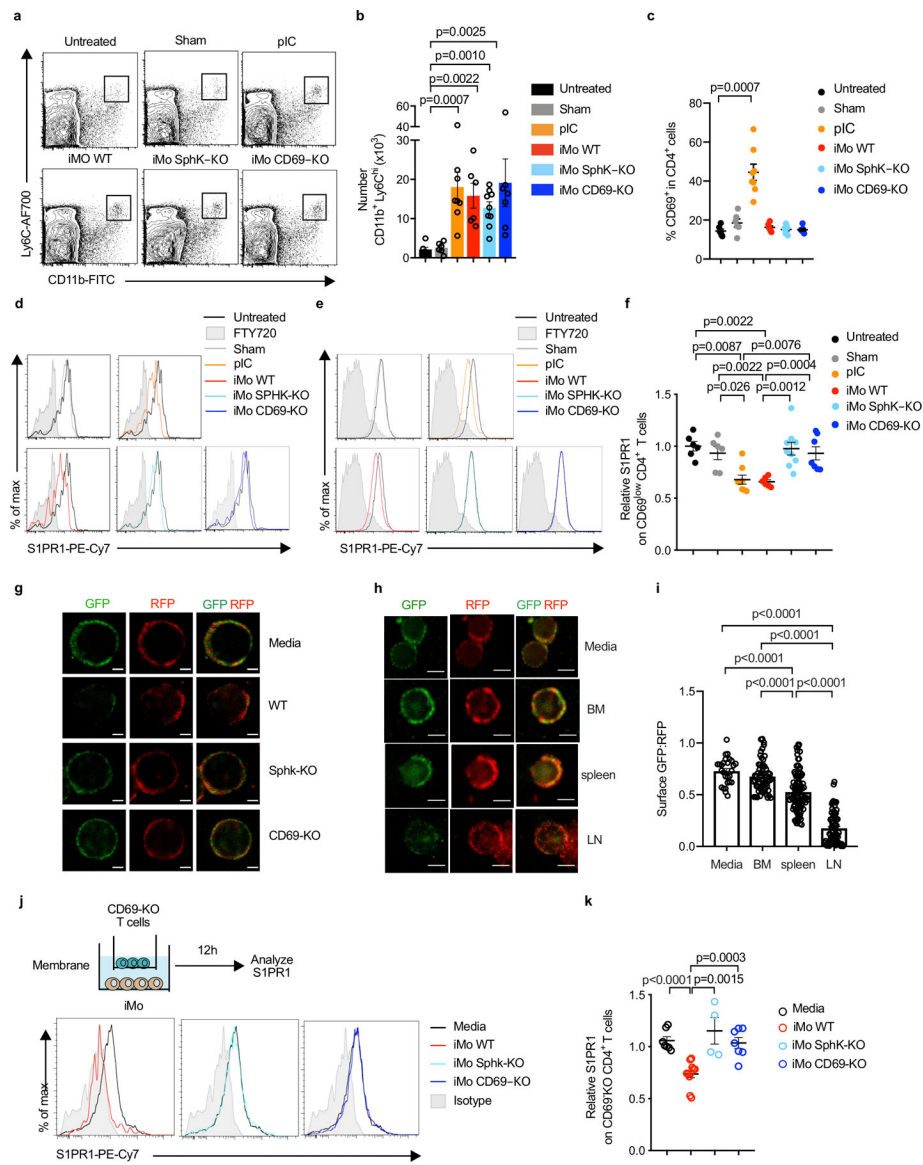 a
Untreated
Sham
pIC
iMO WT
iMo SphK–KO
iMo CD69–KO
Ly6C-AF700
CD11b-FITC
b
p=0.0025
p=0.0010
p=0.0022
p=0.0007
60
40
30
20
10
0
Number
CD11b+ Ly6Chi (x10³)
Untreated
Sham
pIC
iMo WT
iMo SphK–KO
iMo CD69-KO
c
p=0.0007
80
60
40
20
0
% CD69+ in CD4+ cells
Untreated
Sham
pIC
iMo WT
iMo SphK–KO
iMo CD69-KO
d
Untreated
FTY720
Sham
pIC
iMo WT
iMo SPHK-KO
iMo CD69-KO
% of max
S1PR1-PE-Cy7
e
Untreated
FTY720
Sham
pIC
iMo WT
iMo SPHK-KO
iMo CD69-KO
% of max
S1PR1-PE-Cy7
f
p=0.0022
p=0.0087
p=0.0076
p=0.0022
p=0.0004
p=0.026
p=0.0012
1.5
1.0
0.5
0.0
Relative S1PR1
on CD69low CD4+ T cells
Untreated
Sham
pIC
iMo WT
iMo SphK–KO
iMo CD69-KO
g
GFP
RFP
GFP RFP
Media
WT
Sphk-KO
CD69-KO
h
GFP
RFP
GFP RFP
Media
BM
spleen
LN
i
p<0.0001
p<0.0001
p<0.0001
p<0.0001
p<0.0001
1.5
1.0
0.5
0.0
Surface GFP:RFP
Media
BM
spleen
LN
j
CD69-KO
T cells
Membrane
12h
Analyze
S1PR1
iMo
Media
iMo WT
iMo Sphk-KO
iMo CD69–KO
Isotype
% of max
S1PR1-PE-Cy7
k
p=0.0003
p<0.0001
p=0.0015
1.5
1.0
0.5
0.0
Relative S1PR1
on CD69-KO CD4+ T cells
Media
iMo WT
iMo SphK-KO
iMo CD69-KO